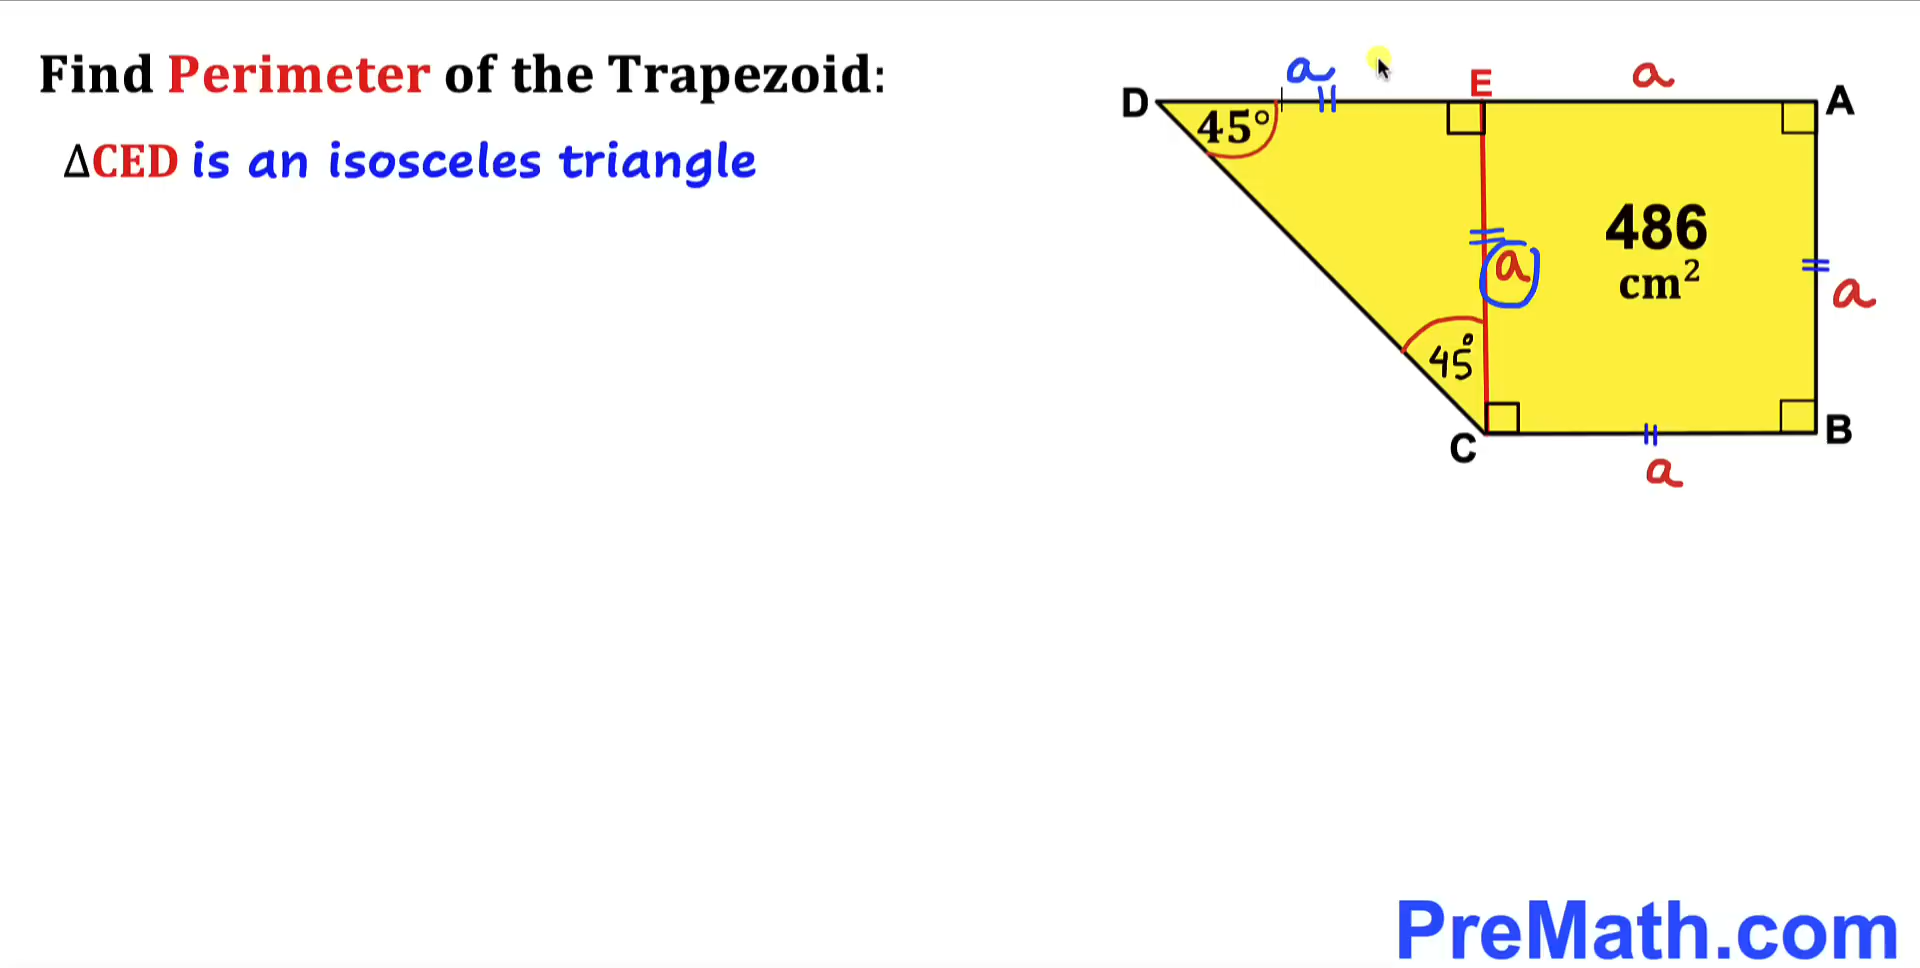 Find Perimeter of the Trapezoid:
ΔCED is an isosceles triangle
a
E
a
D
A
45°
486
cm²
a
a
45°
C
B
a
PreMath.com